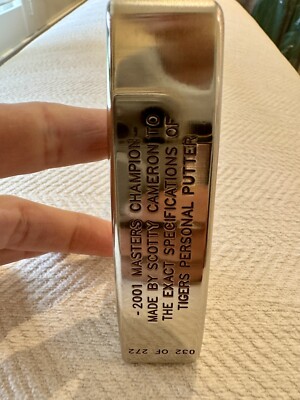 -2001 MASTERS CHAMPION-
MADE BY SCOTTY CAMERON TO
THE EXACT SPECIFICATIONS OF
TIGERS PERSONAL PUTTER
032 OF 272